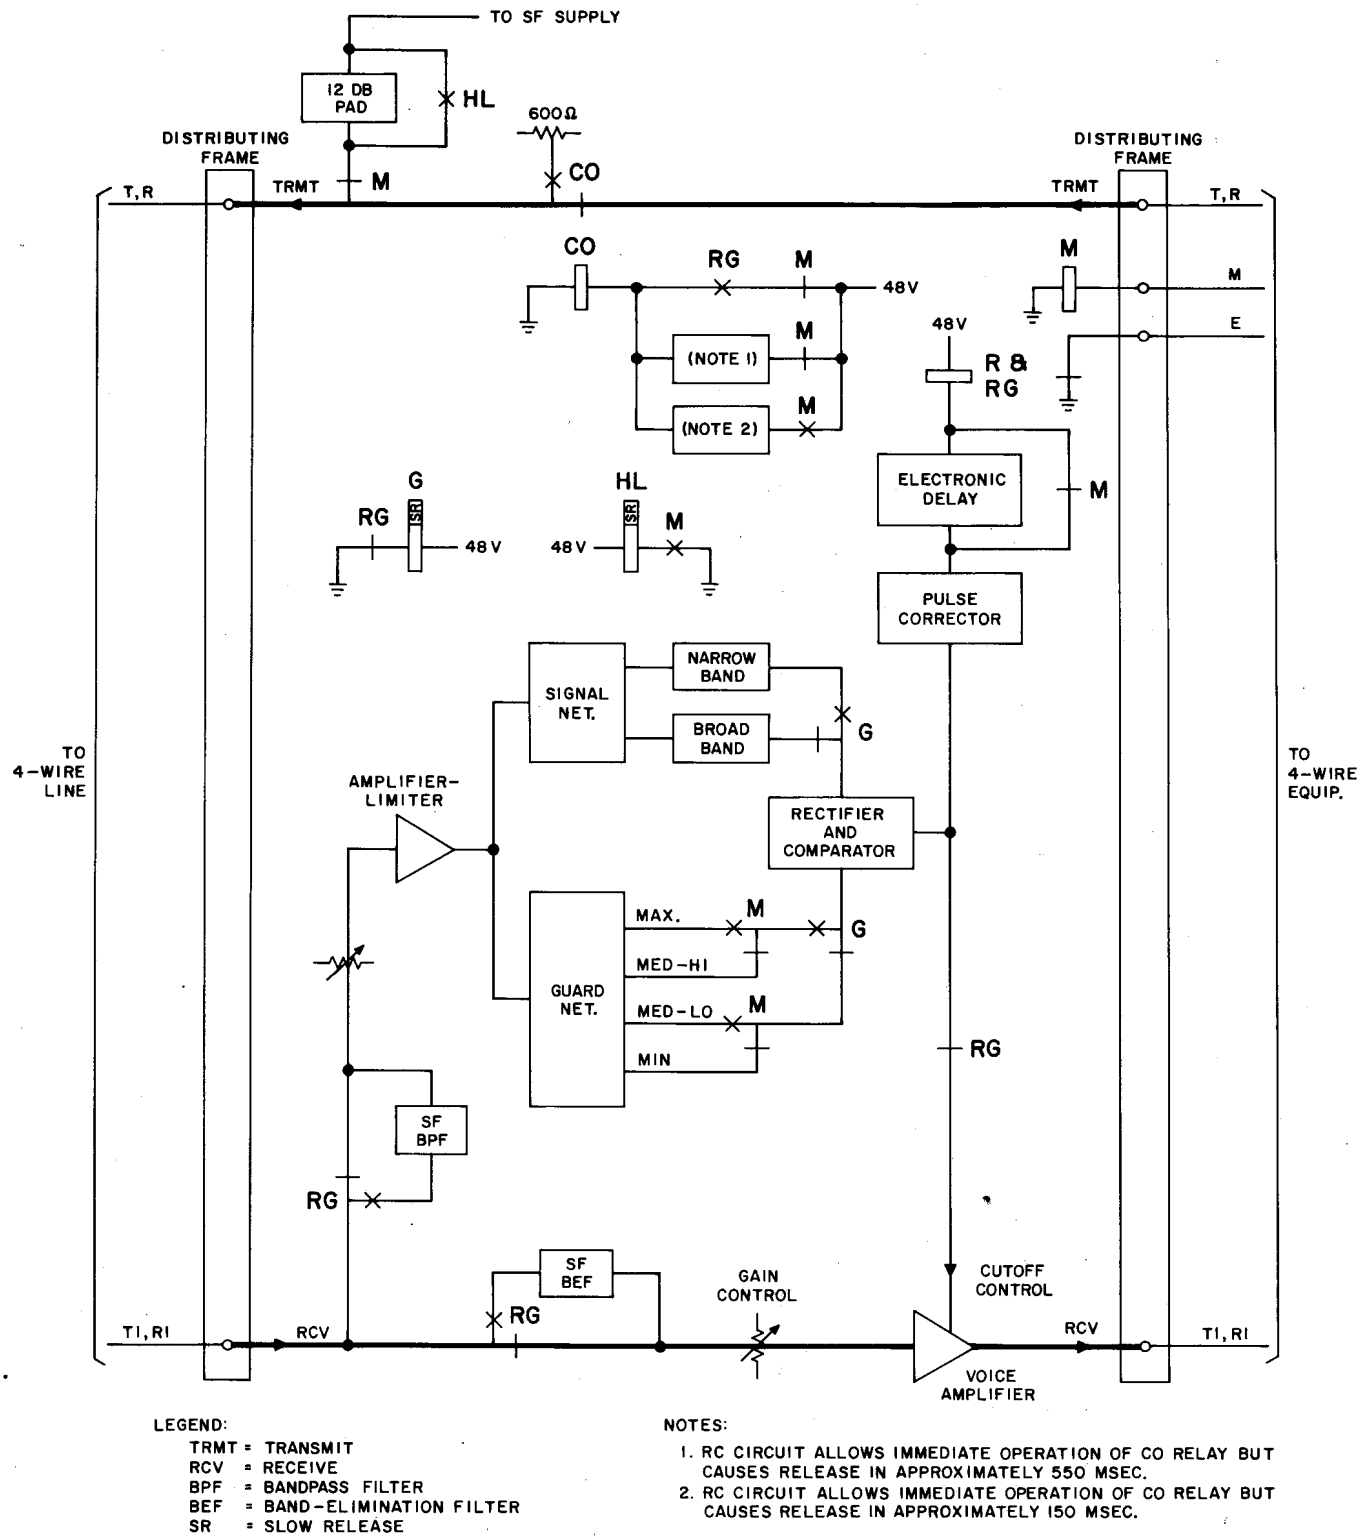 TO SF SUPPLY
12 DB
PAD
HL
600Ω
DISTRIBUTING
FRAME
DISTRIBUTING
FRAME
T,R
TRMT
M
CO
TRMT
T,R
CO
RG
M
48V
M
M
E
M
(NOTE 1)
48V
R &
RG
M
(NOTE 2)
ELECTRONIC
DELAY
M
G
SR
RG
48V
HL
SR
M
48V
PULSE
CORRECTOR
SIGNAL
NET.
NARROW
BAND
BROAD
BAND
G
TO
4-WIRE
LINE
TO
4-WIRE
EQUIP.
AMPLIFIER-
LIMITER
RECTIFIER
AND
COMPARATOR
GUARD
NET.
MAX.
M
G
MED-HI
MED-LO
M
MIN
RG
SF
BPF
RG
SF
BEF
RG
GAIN
CONTROL
CUTOFF
CONTROL
T1,R1
RCV
RCV
T1,R1
VOICE
AMPLIFIER
LEGEND:
TRMT = TRANSMIT
RCV = RECEIVE
BPF = BANDPASS FILTER
BEF = BAND-ELIMINATION FILTER
SR = SLOW RELEASE
NOTES:
1. RC CIRCUIT ALLOWS IMMEDIATE OPERATION OF CO RELAY BUT
CAUSES RELEASE IN APPROXIMATELY 550 MSEC.
2. RC CIRCUIT ALLOWS IMMEDIATE OPERATION OF CO RELAY BUT
CAUSES RELEASE IN APPROXIMATELY 150 MSEC.